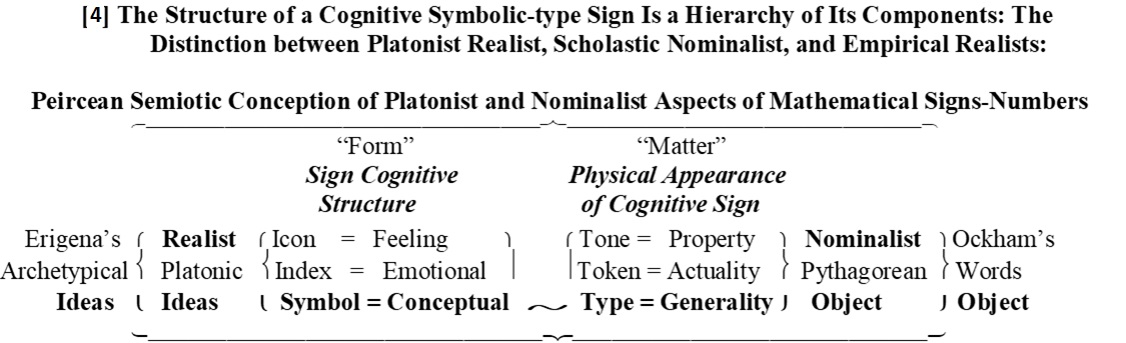 [4] The Structure of a Cognitive Symbolic-type Sign Is a Hierarchy of Its Components: The
Distinction between Platonist Realist, Scholastic Nominalist, and Empirical Realists:
Peircean Semiotic Conception of Platonist and Nominalist Aspects of Mathematical Signs-Numbers
“Form” “Matter”
Sign Cognitive Physical Appearance
Structure of Cognitive Sign
Erigena’s Realist Icon = Feeling Tone = Property Nominalist Ockham’s
Archetypical Platonic Index = Emotional Token = Actuality Pythagorean Words
Ideas Ideas Symbol = Conceptual Type = Generality Object Object